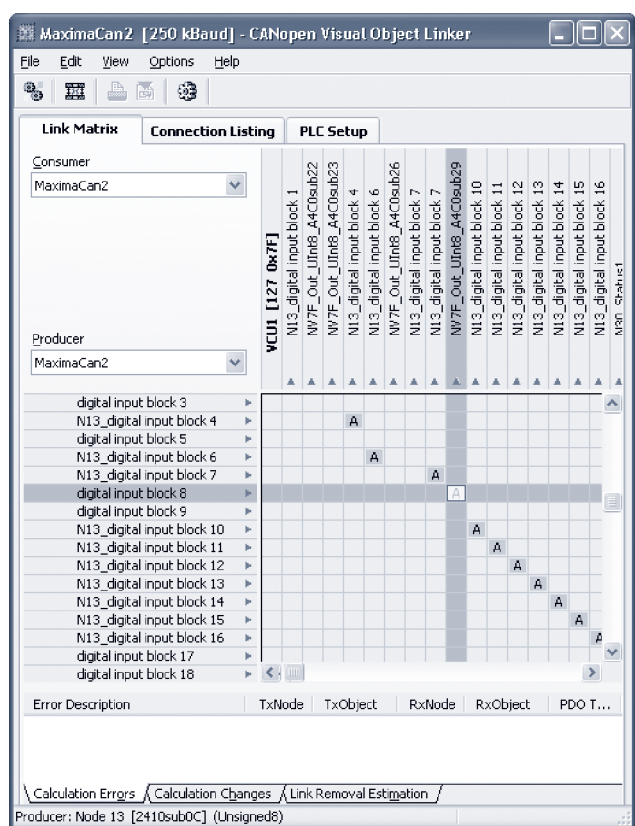 MaximaCan2 [250 kBaud] - CANopen Visual Object Linker
File Edit View Options Help
Link Matrix Connection Listing PLC Setup
Consumer
MaximaCan2
Producer
MaximaCan2
VCU1 [127 0x7F]
N13_digital input block 1
NV7F_Out_UInt8_A4C0sub22
NV7F_Out_UInt8_A4C0sub23
N13_digital input block 4
N13_digital input block 6
NV7F_Out_UInt8_A4C0sub26
N13_digital input block 7
N13_digital input block 7
NV7F_Out_UInt8_A4C0sub29
N13_digital input block 10
N13_digital input block 11
N13_digital input block 12
N13_digital input block 13
N13_digital input block 14
N13_digital input block 15
N13_digital input block 16
digital input block 3
N13_digital input block 4 A
digital input block 5
N13_digital input block 6 A
N13_digital input block 7 A
digital input block 8 A
digital input block 9
N13_digital input block 10 A
N13_digital input block 11 A
N13_digital input block 12 A
N13_digital input block 13 A
N13_digital input block 14 A
N13_digital input block 15 A
N13_digital input block 16 A
digital input block 17
digital input block 18
Error Description TxNode TxObject RxNode RxObject PDO T...
Calculation Errors Calculation Changes Link Removal Estimation
Producer: Node 13 [2410sub0C] (Unsigned8)